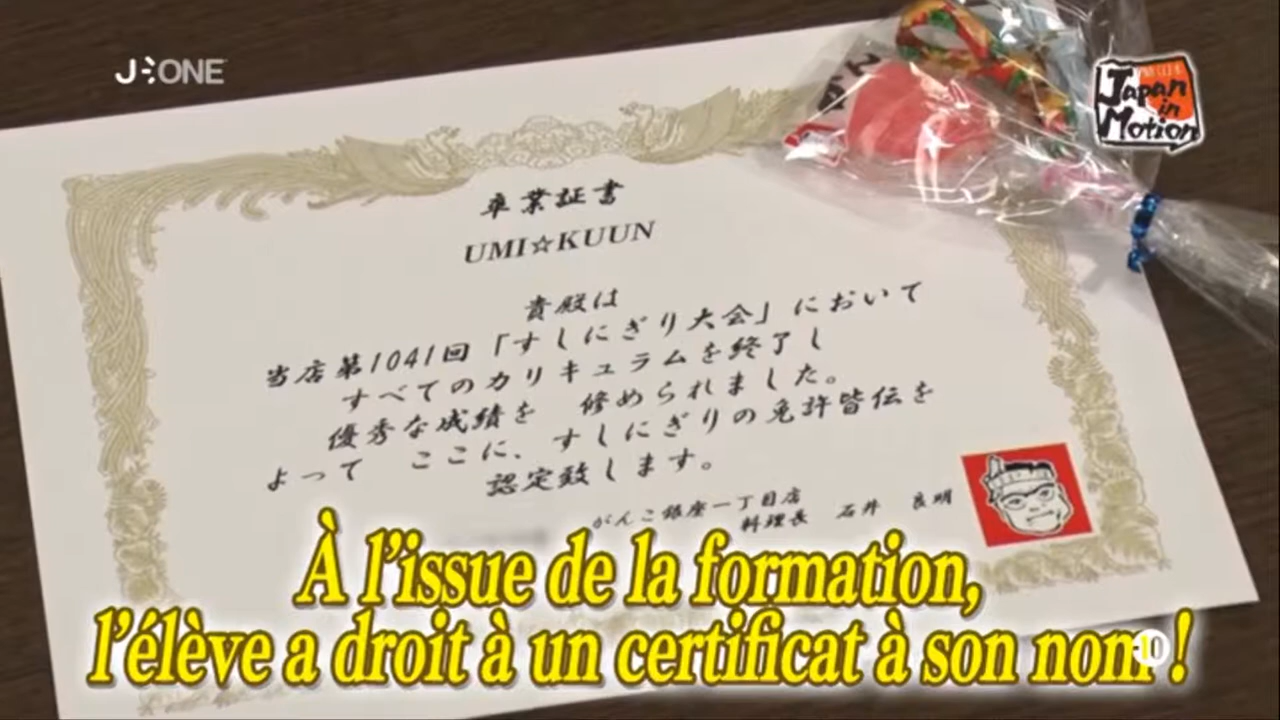 J:ONE
Japan
in
Motion
卒業証書
UMI☆KUUN
貴殿は
当店第1041回「すしにぎり大会」において
すべてのカリキュラムを終了し
優秀な成績を 修められました。
よって ここに、すしにぎりの免許皆伝を
認定致します。
がんこ銀座一丁目店
料理長 石井 良明
À l'issue de la formation,
l'élève a droit à un certificat à son nom !
-10